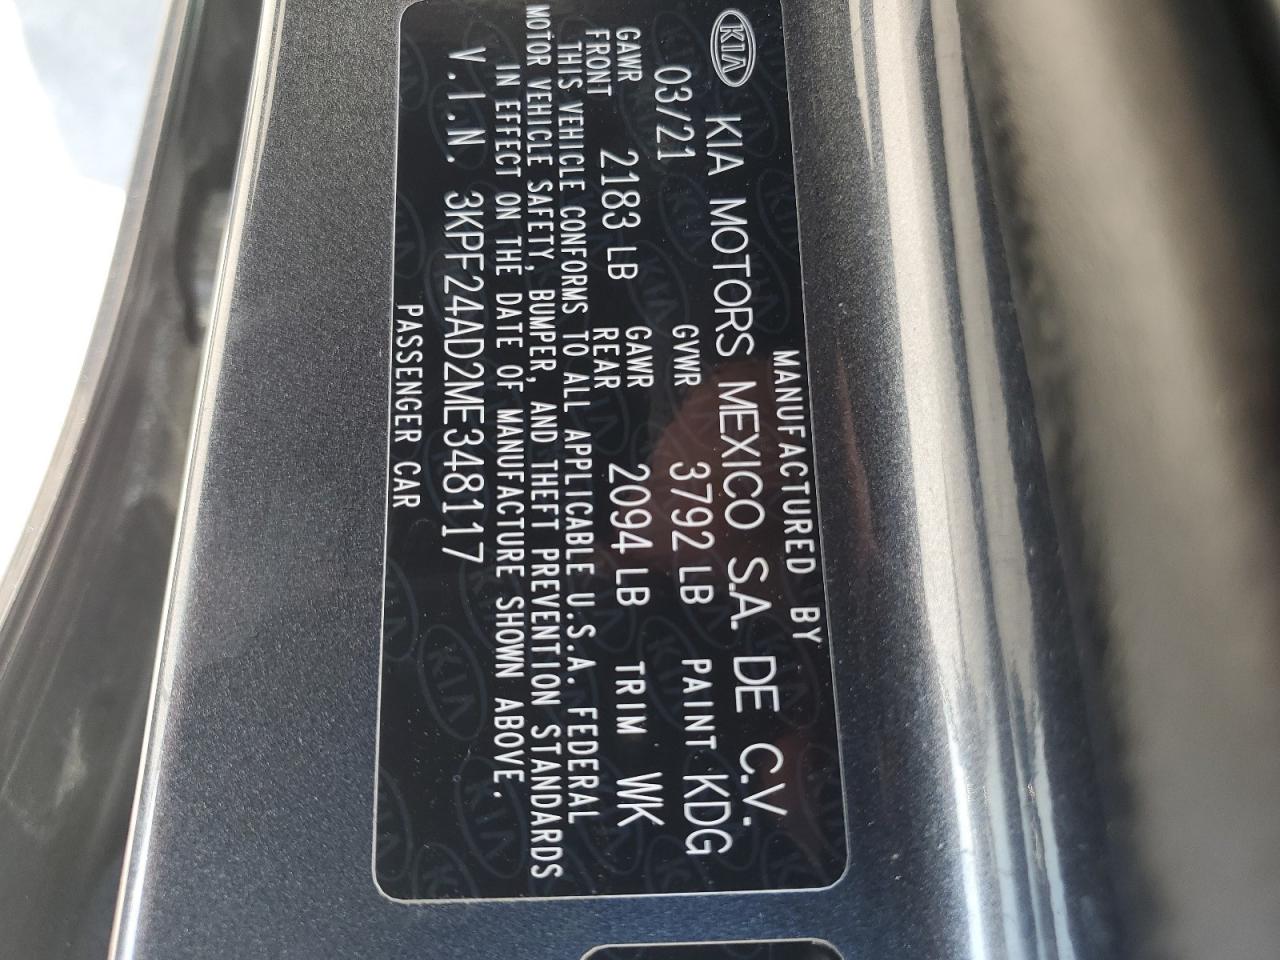 MANUFACTURED BY
KIA KIA MOTORS MEXICO S.A. DE C.V.
03/21 GVWR 3792 LB PAINT KDG
GAWR FRONT 2183 LB GAWR REAR 2094 LB TRIM WK
THIS VEHICLE CONFORMS TO ALL APPLICABLE U.S.A. FEDERAL
MOTOR VEHICLE SAFETY, BUMPER, AND THEFT PREVENTION STANDARDS
IN EFFECT ON THE DATE OF MANUFACTURE SHOWN ABOVE.
V.I.N. 3KPF24AD2ME348117
PASSENGER CAR